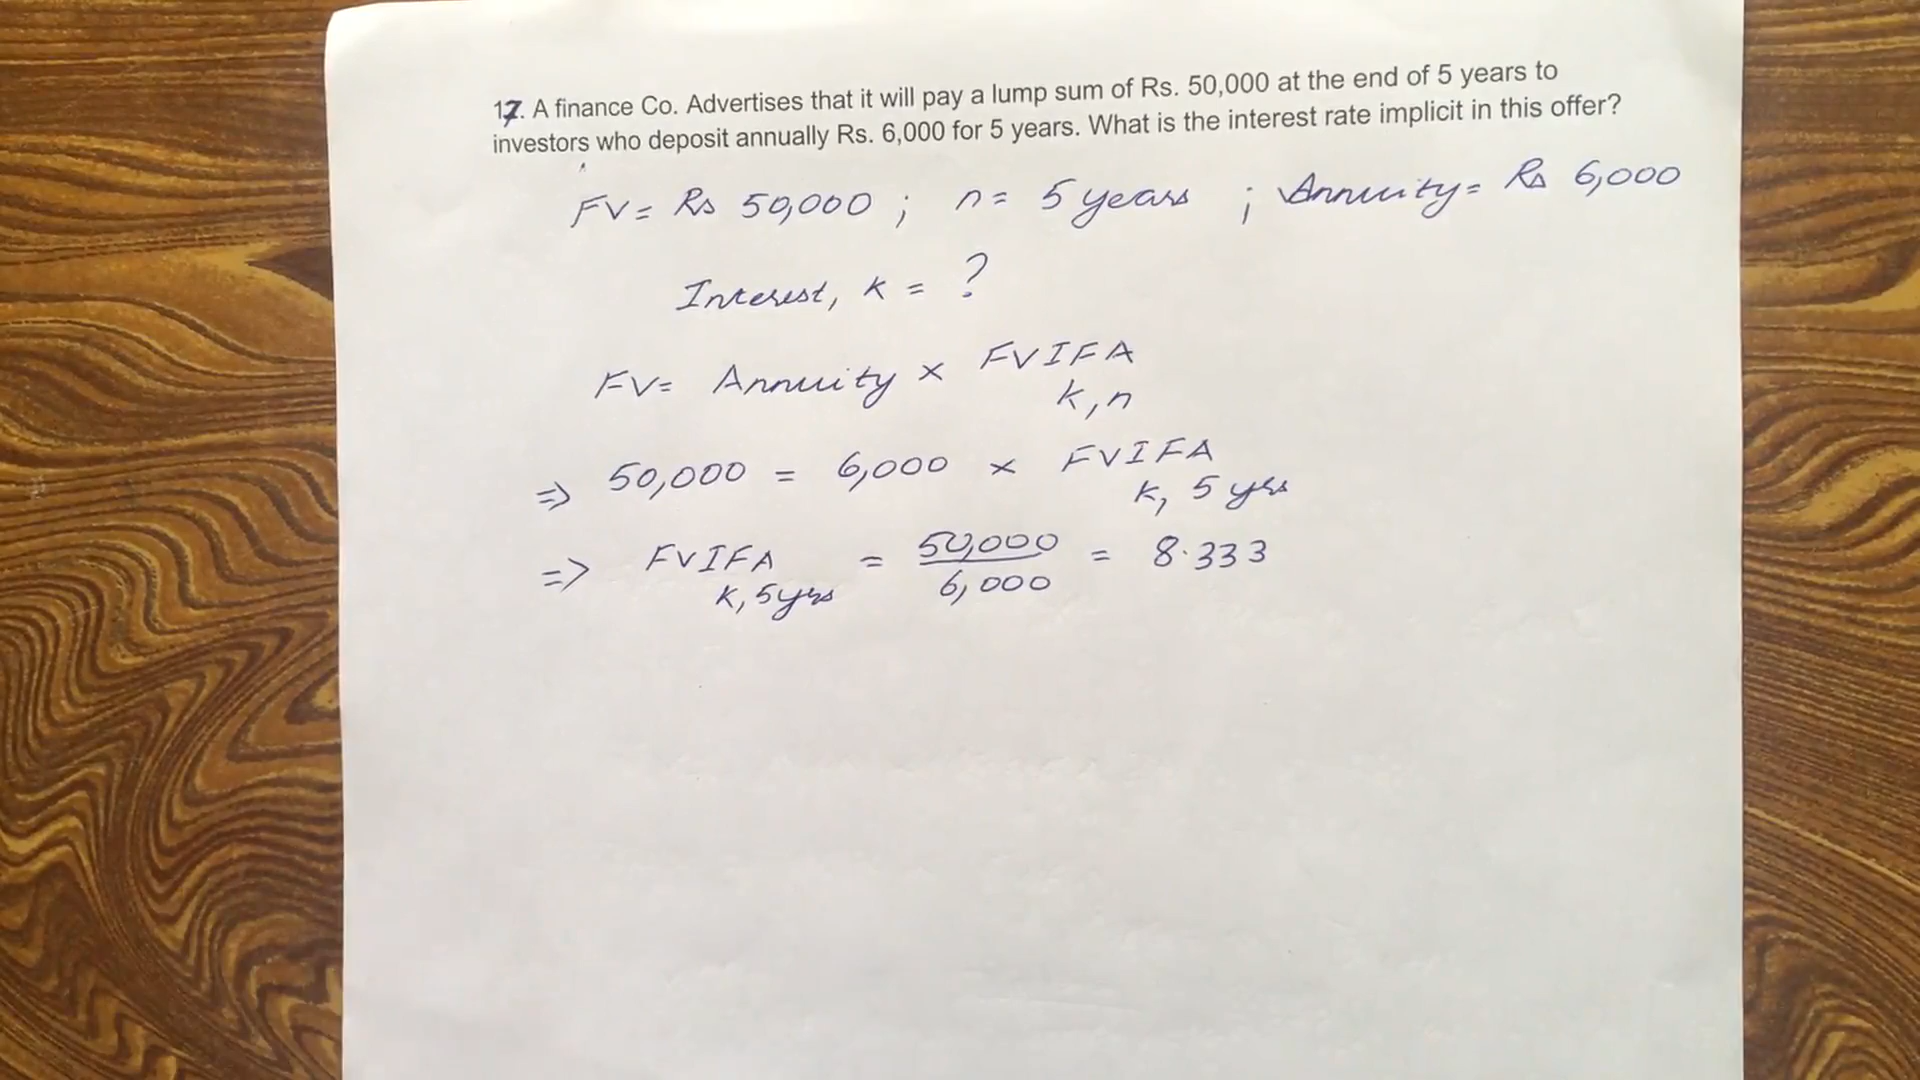 17. A finance Co. Advertises that it will pay a lump sum of Rs. 50,000 at the end of 5 years to
investors who deposit annually Rs. 6,000 for 5 years. What is the interest rate implicit in this offer?
FV = Rs 50,000 ; n = 5 years ; Annuity = Rs 6,000
Interest, k = ?
FV = Annuity × FVIFA
k, n
⇒ 50,000 = 6,000 × FVIFA
k, 5 yrs
⇒ FVIFA = 50,000 / 6,000 = 8.333
k, 5 yrs